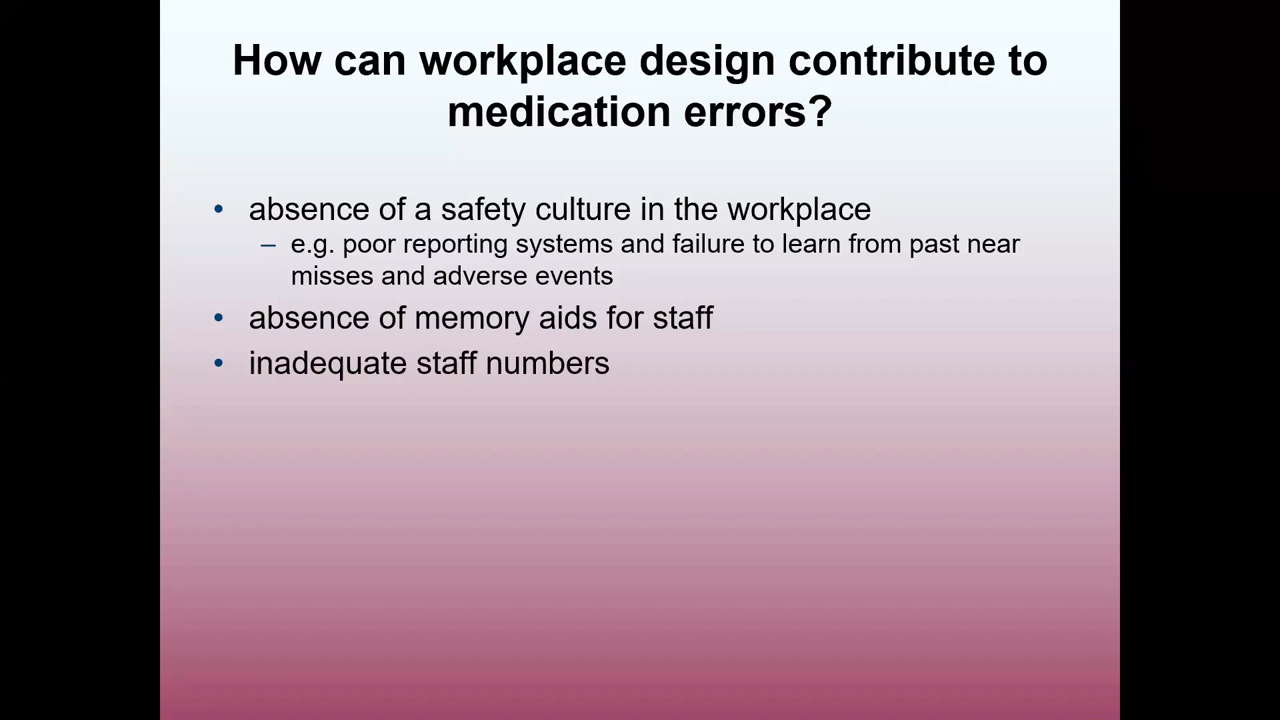 How can workplace design contribute to
medication errors?
• absence of a safety culture in the workplace
– e.g. poor reporting systems and failure to learn from past near
misses and adverse events
• absence of memory aids for staff
• inadequate staff numbers